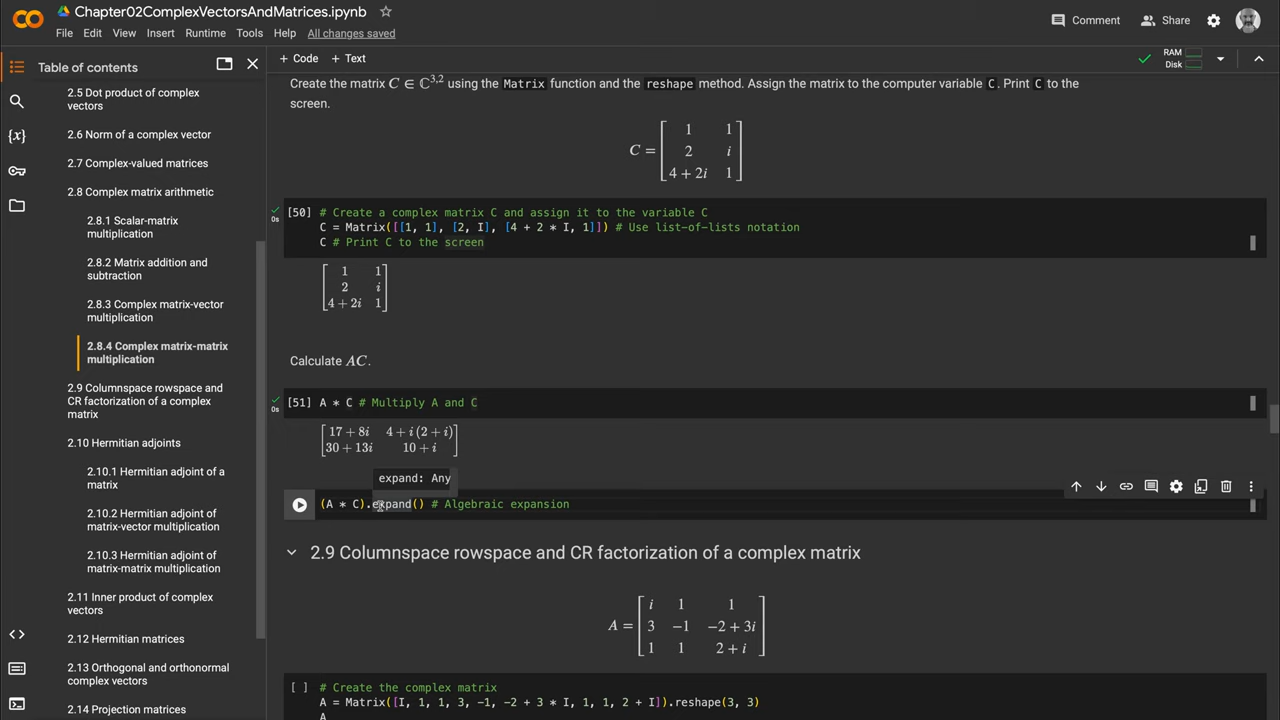 Chapter02ComplexVectorsAndMatrices.ipynb
File Edit View Insert Runtime Tools Help All changes saved
Comment Share
Table of contents
+ Code + Text
RAM
Disk
2.5 Dot product of complex
vectors
2.6 Norm of a complex vector
2.7 Complex-valued matrices
2.8 Complex matrix arithmetic
2.8.1 Scalar-matrix
multiplication
2.8.2 Matrix addition and
subtraction
2.8.3 Complex matrix-vector
multiplication
2.8.4 Complex matrix-matrix
multiplication
2.9 Columnspace rowspace and
CR factorization of a complex
matrix
2.10 Hermitian adjoints
2.10.1 Hermitian adjoint of a
matrix
2.10.2 Hermitian adjoint of
matrix-vector multiplication
2.10.3 Hermitian adjoint of
matrix-matrix multiplication
2.11 Inner product of complex
vectors
2.12 Hermitian matrices
2.13 Orthogonal and orthonormal
complex vectors
2.14 Projection matrices
Create the matrix C ∈ ℂ^3,2 using the Matrix function and the reshape method. Assign the matrix to the computer variable C. Print C to the
screen.
1 1
C = 2 i
4 + 2i 1
[50] # Create a complex matrix C and assign it to the variable C
0s
C = Matrix([[1, 1], [2, I], [4 + 2 * I, 1]]) # Use list-of-lists notation
C # Print C to the screen
1 1
2 i
4 + 2i 1
Calculate AC.
[51] A * C # Multiply A and C
0s
17 + 8i 4 + i (2 + i)
30 + 13i 10 + i
expand: Any
(A * C).expand() # Algebraic expansion
2.9 Columnspace rowspace and CR factorization of a complex matrix
i 1 1
A = 3 −1 −2 + 3i
1 1 2 + i
[ ] # Create the complex matrix
A = Matrix([I, 1, 1, 3, -1, -2 + 3 * I, 1, 1, 2 + I]).reshape(3, 3)
A